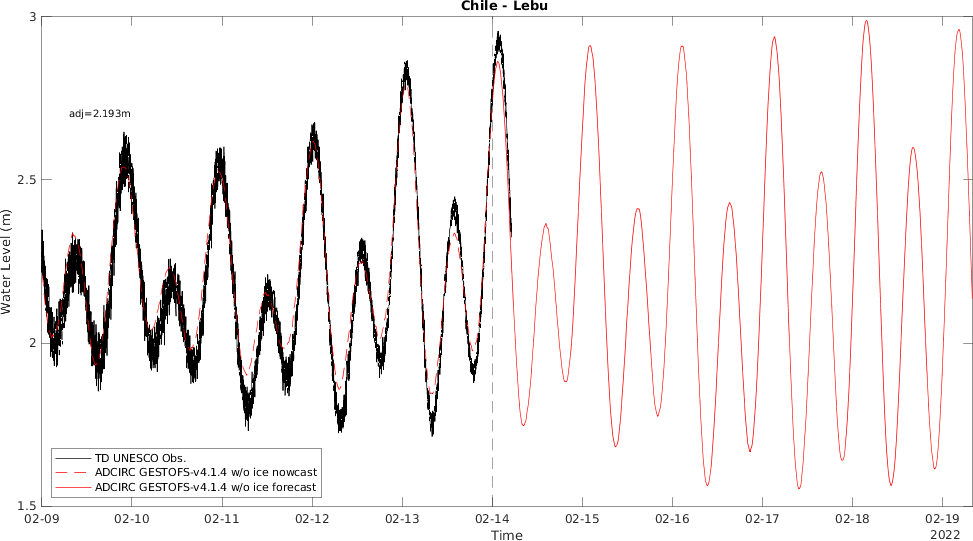 Chile - Lebu
3
adj=2.193m
2.5
Water Level (m)
2
TD UNESCO Obs.
ADCIRC GESTOFS-v4.1.4 w/o ice nowcast
ADCIRC GESTOFS-v4.1.4 w/o ice forecast
1.5
02-09 02-10 02-11 02-12 02-13 02-14 02-15 02-16 02-17 02-18 02-19
Time 2022